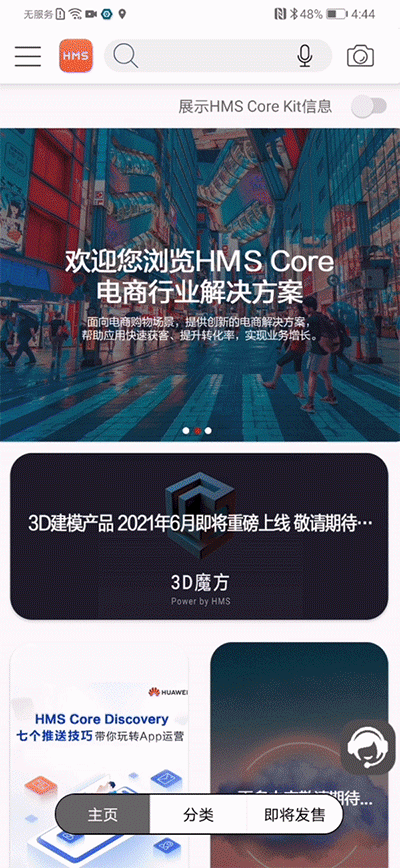 无服务
48%
4:44
HMS
展示HMS Core Kit信息
欢迎您浏览HMS Core
电商行业解决方案
面向电商购物场景，提供创新的电商解决方案，
帮助应用快速获客、提升转化率，实现业务增长。
3D建模产品 2021年6月即将重磅上线 敬请期待…
3D魔方
Power by HMS
HUAWEI
HMS Core Discovery
七个推送技巧 带你玩转App运营
敬请期待...
主页
分类
即将发售